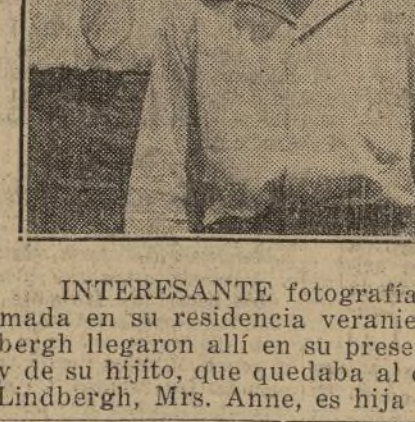 INTERESANTE fotografía
mada en su residencia veranie
bergh llegaron allí en su prese
y de su hijito, que quedaba al
Lindbergh, Mrs. Anne, es hija